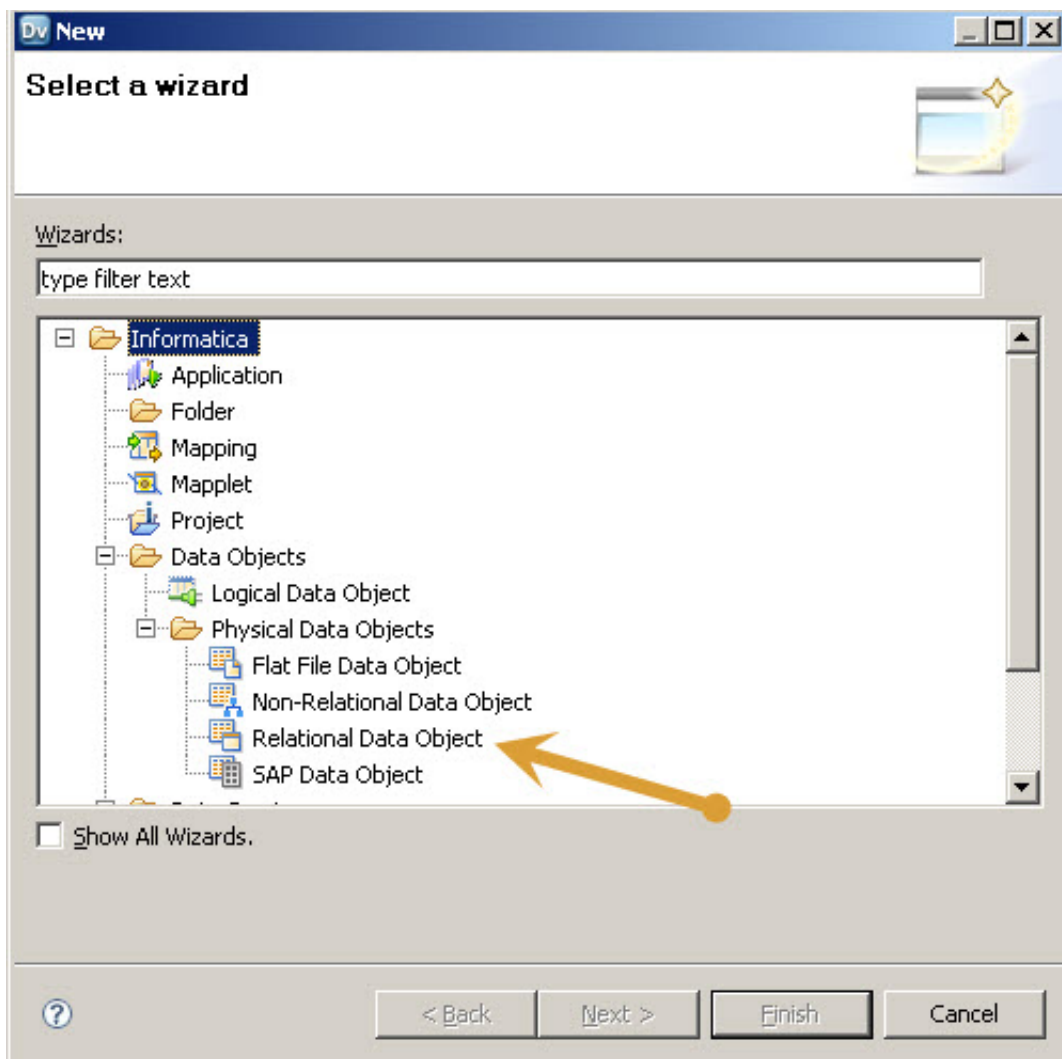 Dv New
Select a wizard
Wizards:
type filter text
Informatica
Application
Folder
Mapping
Mapplet
Project
Data Objects
Logical Data Object
Physical Data Objects
Flat File Data Object
Non-Relational Data Object
Relational Data Object
SAP Data Object
Show All Wizards.
? < Back Next > Finish Cancel